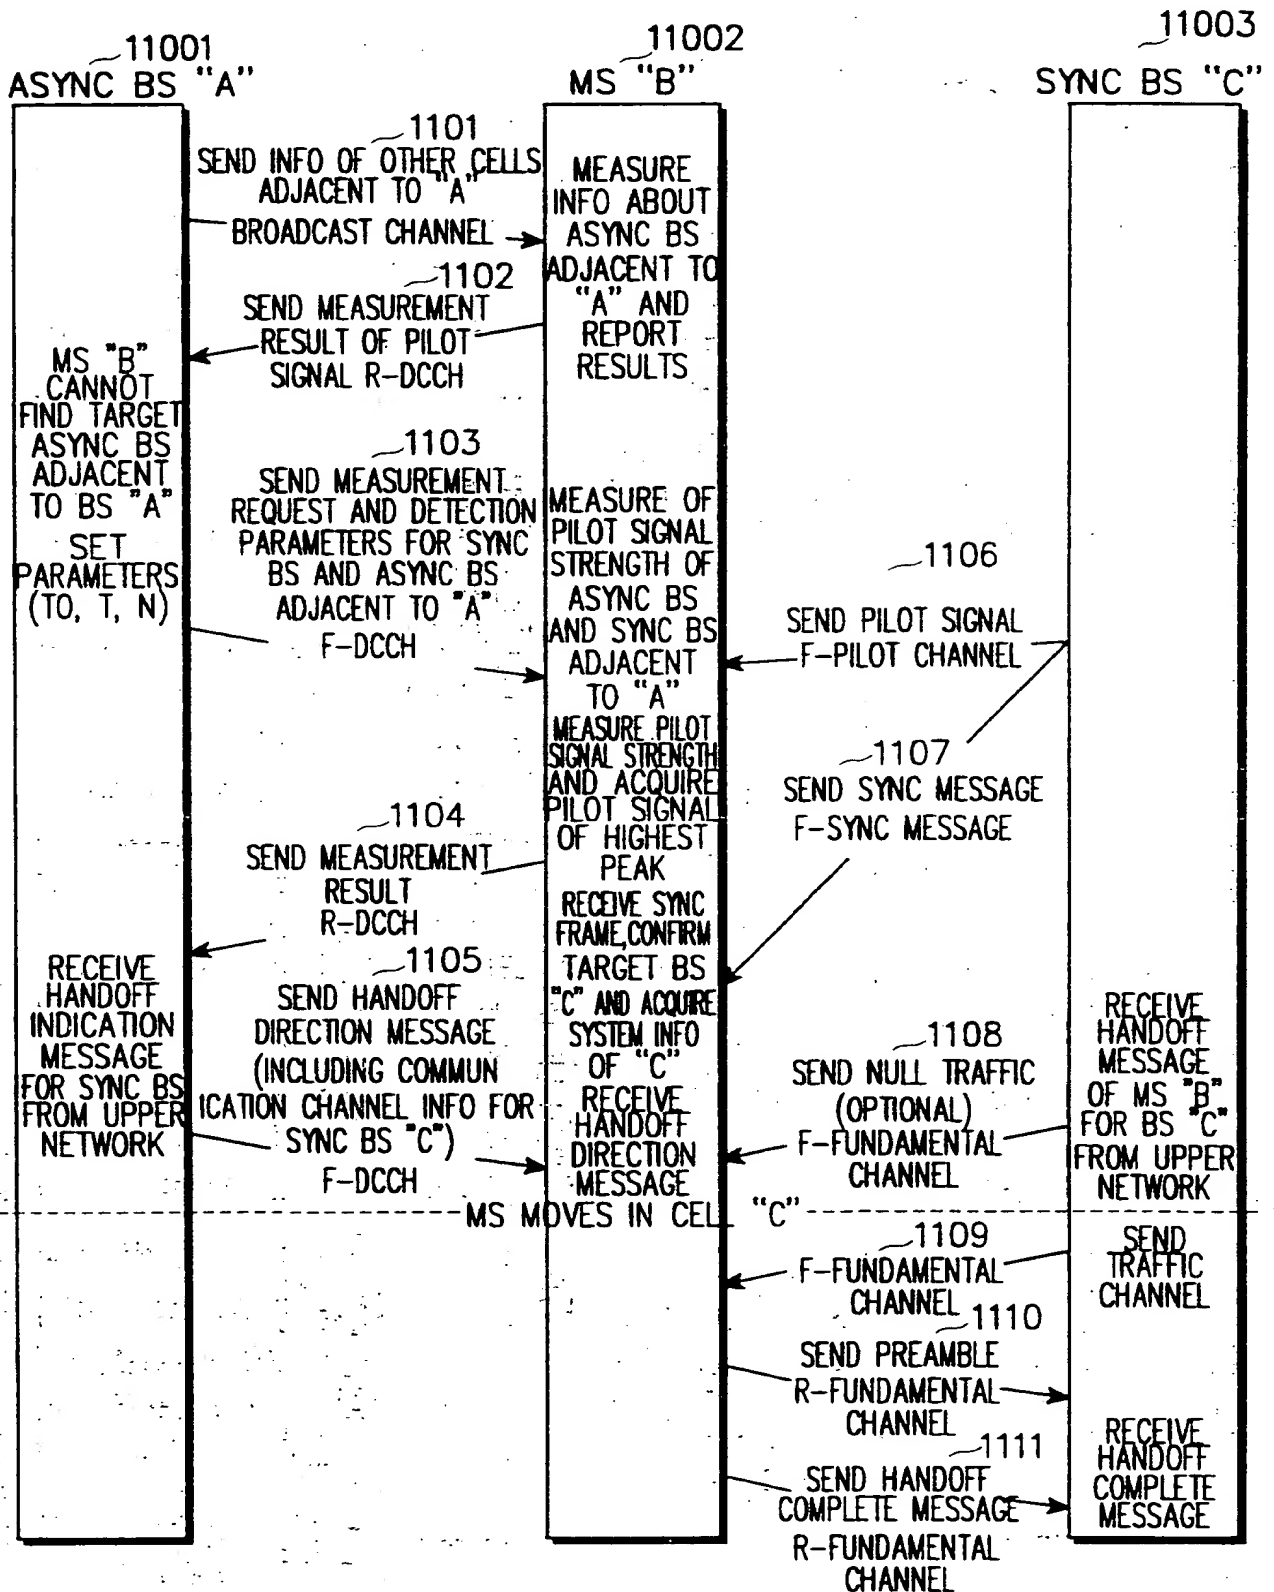 11001
ASYNC BS "A"
11002
MS "B"
11003
SYNC BS "C"
1101
SEND INFO OF OTHER CELLS
ADJACENT TO "A"
BROADCAST CHANNEL
MEASURE
INFO ABOUT
ASYNC BS
ADJACENT TO
"A" AND
REPORT
RESULTS
1102
SEND MEASUREMENT
RESULT OF PILOT
SIGNAL R-DCCH
MS "B"
CANNOT
FIND TARGET
ASYNC BS
ADJACENT
TO BS "A"
SET
PARAMETERS
(TO, T, N)
1103
SEND MEASUREMENT
REQUEST AND DETECTION
PARAMETERS FOR SYNC
BS AND ASYNC BS
ADJACENT TO "A"
F-DCCH
MEASURE OF
PILOT SIGNAL
STRENGTH OF
ASYNC BS
AND SYNC BS
ADJACENT
TO "A"
MEASURE PILOT
SIGNAL STRENGTH
AND ACQUIRE
PILOT SIGNAL
OF HIGHEST
PEAK
1106
SEND PILOT SIGNAL
F-PILOT CHANNEL
1107
SEND SYNC MESSAGE
F-SYNC MESSAGE
1104
SEND MEASUREMENT
RESULT
R-DCCH
RECEIVE SYNC
FRAME,CONFIRM
TARGET BS
"C" AND ACQUIRE
SYSTEM INFO
OF "C"
RECEIVE
HANDOFF
DIRECTION
MESSAGE
RECEIVE
HANDOFF
INDICATION
MESSAGE
FOR SYNC BS
FROM UPPER
NETWORK
1105
SEND HANDOFF
DIRECTION MESSAGE
(INCLUDING COMMUN
ICATION CHANNEL INFO FOR
SYNC BS "C")
F-DCCH
1108
SEND NULL TRAFFIC
(OPTIONAL)
F-FUNDAMENTAL
CHANNEL
RECEIVE
HANDOFF
MESSAGE
OF MS "B"
FOR BS "C"
FROM UPPER
NETWORK
MS MOVES IN CELL "C"
1109
F-FUNDAMENTAL
CHANNEL
SEND
TRAFFIC
CHANNEL
1110
SEND PREAMBLE
R-FUNDAMENTAL
CHANNEL
1111
SEND HANDOFF
COMPLETE MESSAGE
R-FUNDAMENTAL
CHANNEL
RECEIVE
HANDOFF
COMPLETE
MESSAGE